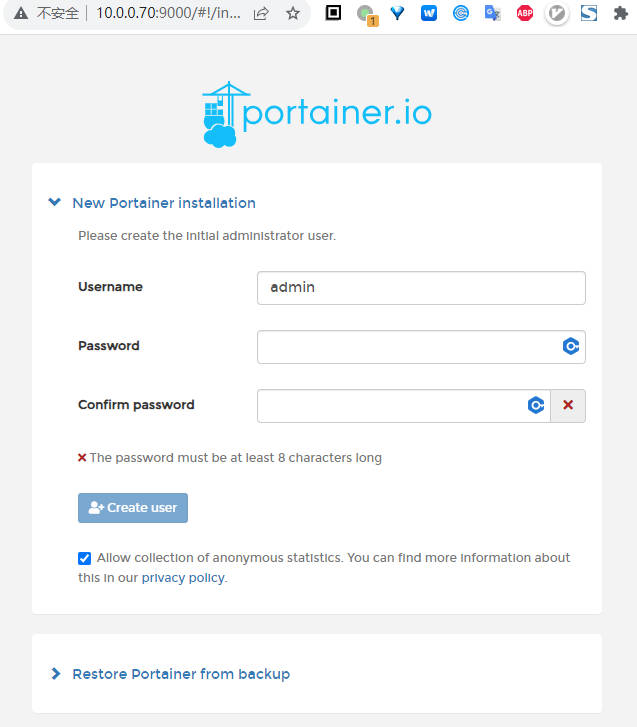 不安全 10.0.0.70:9000/#!/in...
1
ABP
portainer.io
New Portainer installation
Please create the initial administrator user.
Username
admin
Password
Confirm password
The password must be at least 8 characters long
Create user
Allow collection of anonymous statistics. You can find more information about
this in our privacy policy.
Restore Portainer from backup